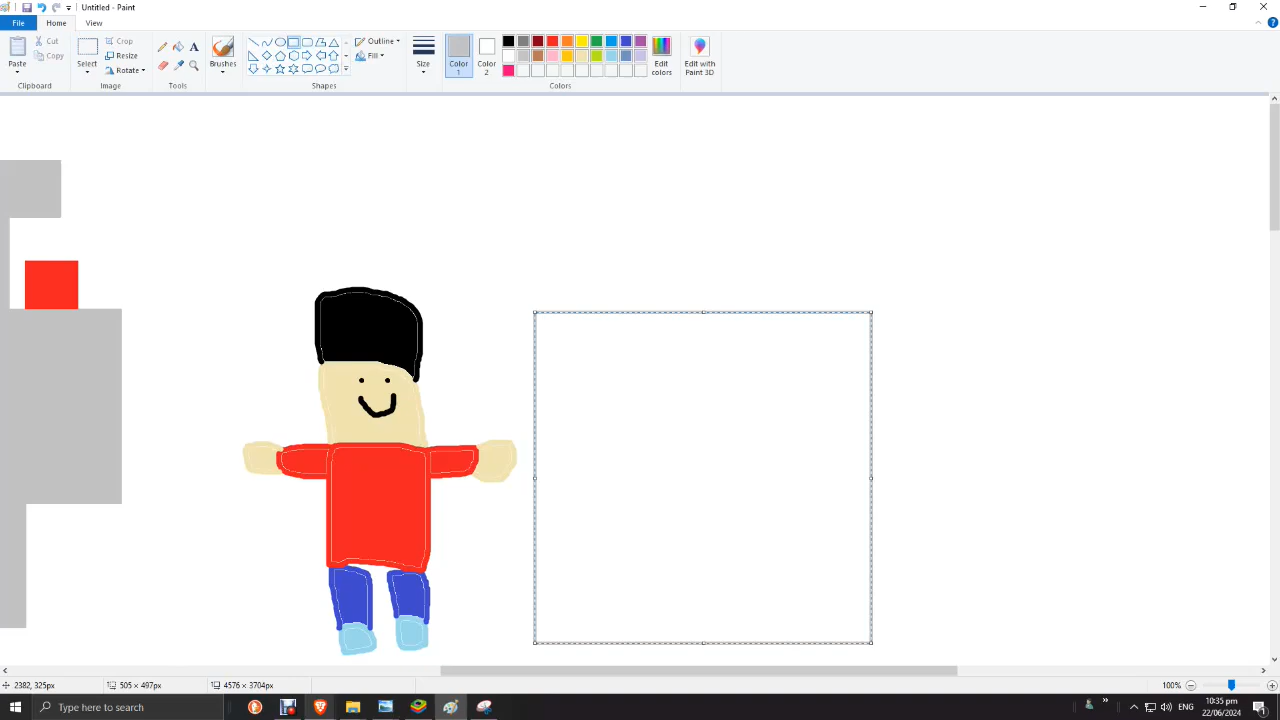 Untitled - Paint
File Home View
Paste
Cut
Copy
Clipboard
Select
Crop
Resize
Rotate
Image
A
Tools
Brushes
Outline
Fill
Shapes
Size
Color 1
Color 2
Edit colors
Colors
Edit with Paint 3D
2382, 325px
505 × 497px
100%
Type here to search
ENG
10:35 pm
22/06/2024